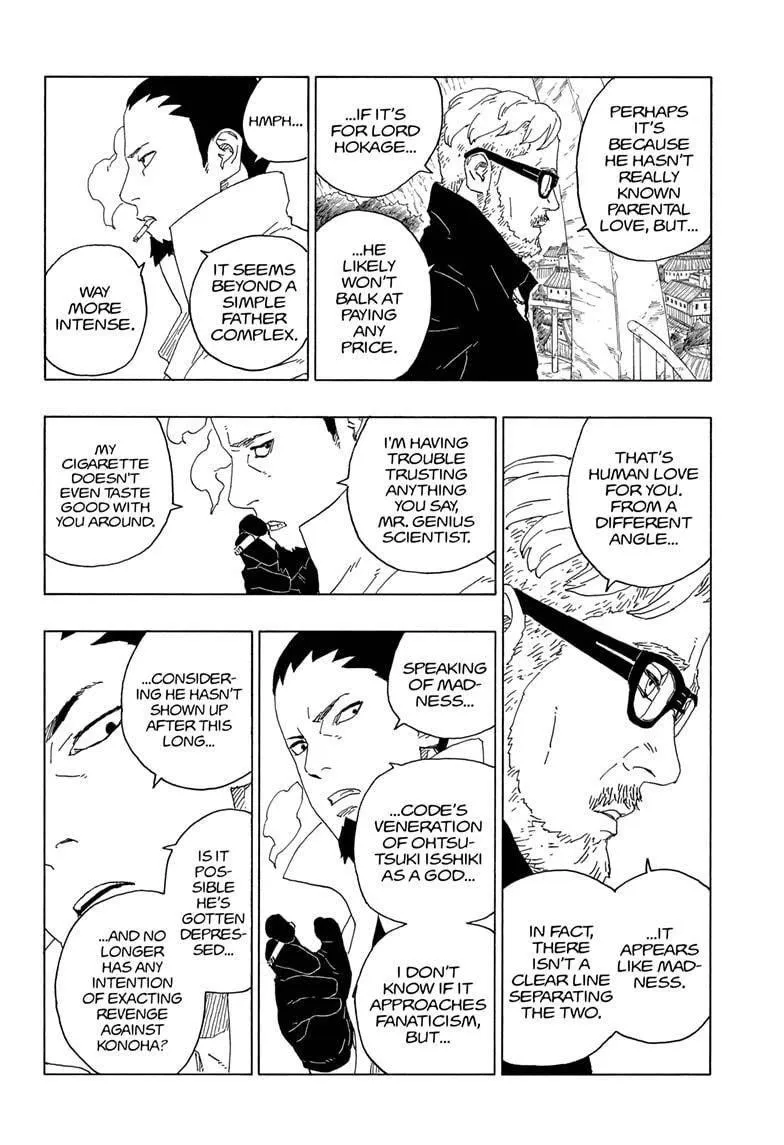 PERHAPS
IT'S
BECAUSE
HE HASN'T
REALLY
KNOWN
PARENTAL
LOVE, BUT...
...IF IT'S
FOR LORD
HOKAGE...
...HE
LIKELY
WON'T
BALK AT
PAYING
ANY
PRICE.
HMPH...
IT SEEMS
BEYOND A
SIMPLE
FATHER
COMPLEX.
WAY
MORE
INTENSE.
THAT'S
HUMAN LOVE
FOR YOU.
FROM A
DIFFERENT
ANGLE...
...IT
APPEARS
LIKE MAD-
NESS.
IN FACT,
THERE
ISN'T A
CLEAR LINE
SEPARATING
THE TWO.
I'M HAVING
TROUBLE
TRUSTING
ANYTHING
YOU SAY,
MR. GENIUS
SCIENTIST.
MY
CIGARETTE
DOESN'T
EVEN TASTE
GOOD WITH
YOU AROUND.
SPEAKING
OF MAD-
NESS...
...CODE'S
VENERATION
OF OHTSU-
TSUKI ISSHIKI
AS A GOD...
I DON'T
KNOW IF IT
APPROACHES
FANATICISM,
BUT...
...CONSIDER-
ING HE HASN'T
SHOWN UP
AFTER THIS
LONG...
IS IT
POS-
SIBLE
HE'S
GOTTEN
DEPRES-
SED...
...AND NO
LONGER
HAS ANY
INTENTION
OF EXACTING
REVENGE
AGAINST
KONOHA?